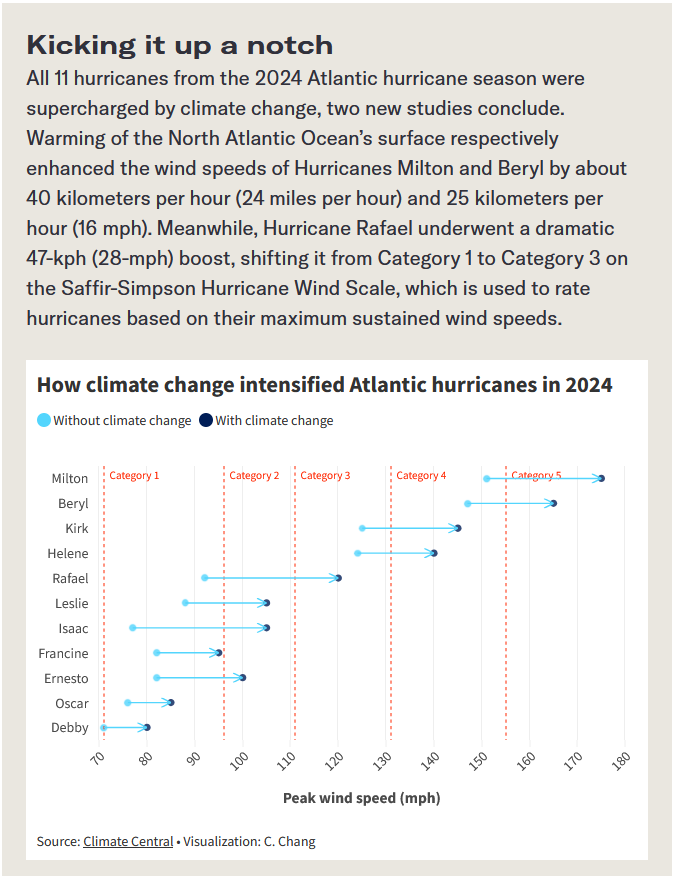 Kicking it up a notch
All 11 hurricanes from the 2024 Atlantic hurricane season were
supercharged by climate change, two new studies conclude.
Warming of the North Atlantic Ocean’s surface respectively
enhanced the wind speeds of Hurricanes Milton and Beryl by about
40 kilometers per hour (24 miles per hour) and 25 kilometers per
hour (16 mph). Meanwhile, Hurricane Rafael underwent a dramatic
47-kph (28-mph) boost, shifting it from Category 1 to Category 3 on
the Saffir-Simpson Hurricane Wind Scale, which is used to rate
hurricanes based on their maximum sustained wind speeds.
How climate change intensified Atlantic hurricanes in 2024
Without climate change With climate change
Category 1 Category 2 Category 3 Category 4 Category 5
Milton
Beryl
Kirk
Helene
Rafael
Leslie
Isaac
Francine
Ernesto
Oscar
Debby
70 80 90 100 110 120 130 140 150 160 170 180
Peak wind speed (mph)
Source: Climate Central • Visualization: C. Chang